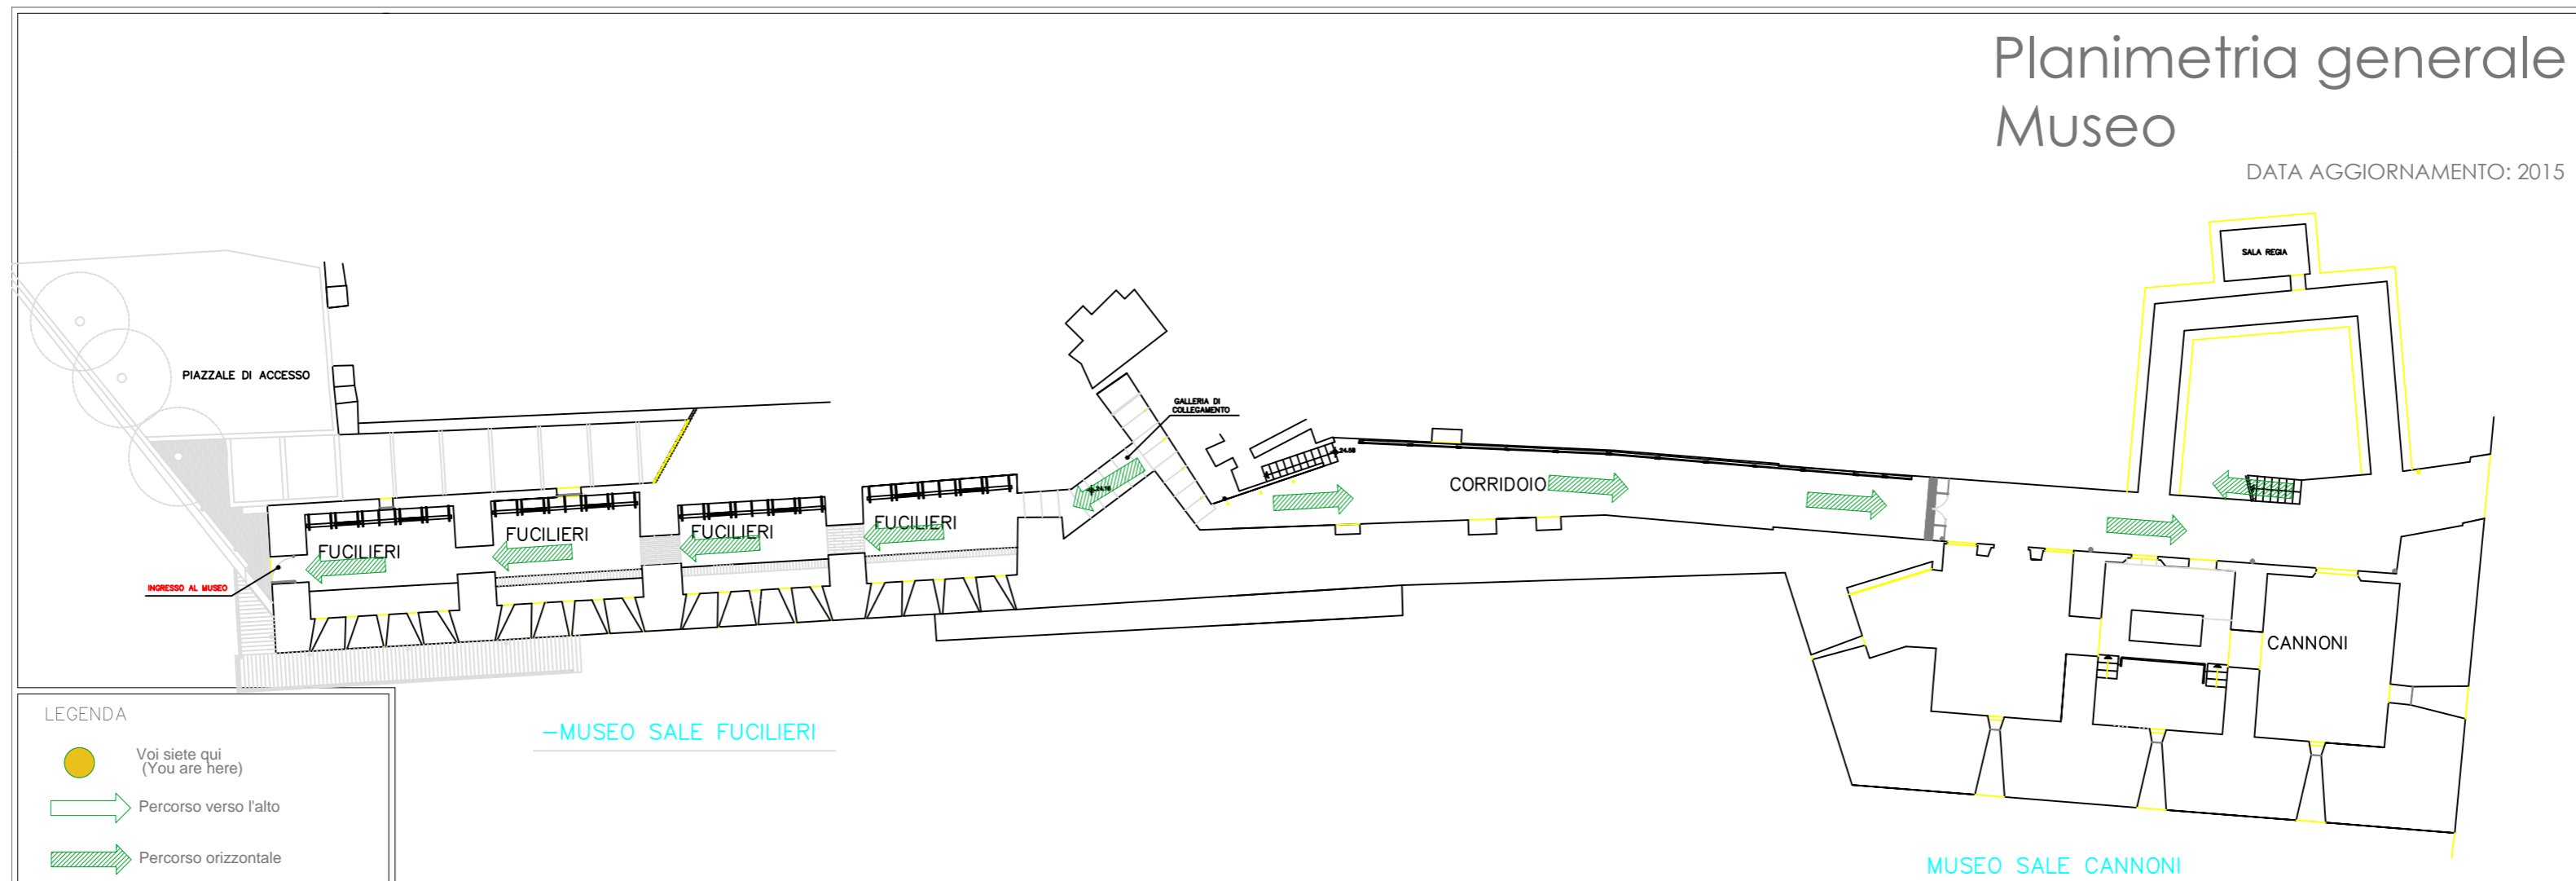 Planimetria generale
Museo
DATA AGGIORNAMENTO: 2015
SALA REGIA
PIAZZALE DI ACCESSO
GALLERIA DI
COLLEGAMENTO
24.58
CORRIDOIO
FUCILIERI
FUCILIERI
FUCILIERI
FUCILIERI
INGRESSO AL MUSEO
CANNONI
LEGENDA
Voi siete qui
(You are here)
Percorso verso l'alto
Percorso orizzontale
-MUSEO SALE FUCILIERI
MUSEO SALE CANNONI